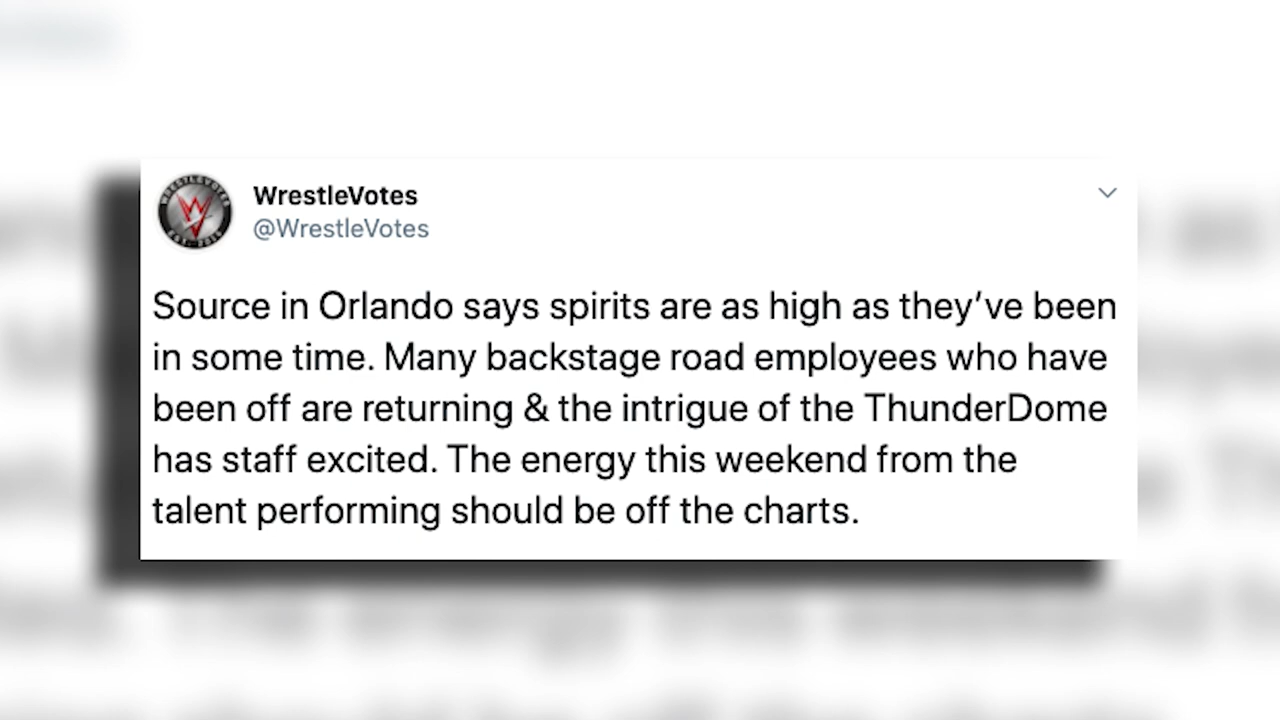 WrestleVotes
@WrestleVotes
Source in Orlando says spirits are as high as they’ve been
in some time. Many backstage road employees who have
been off are returning & the intrigue of the ThunderDome
has staff excited. The energy this weekend from the
talent performing should be off the charts.